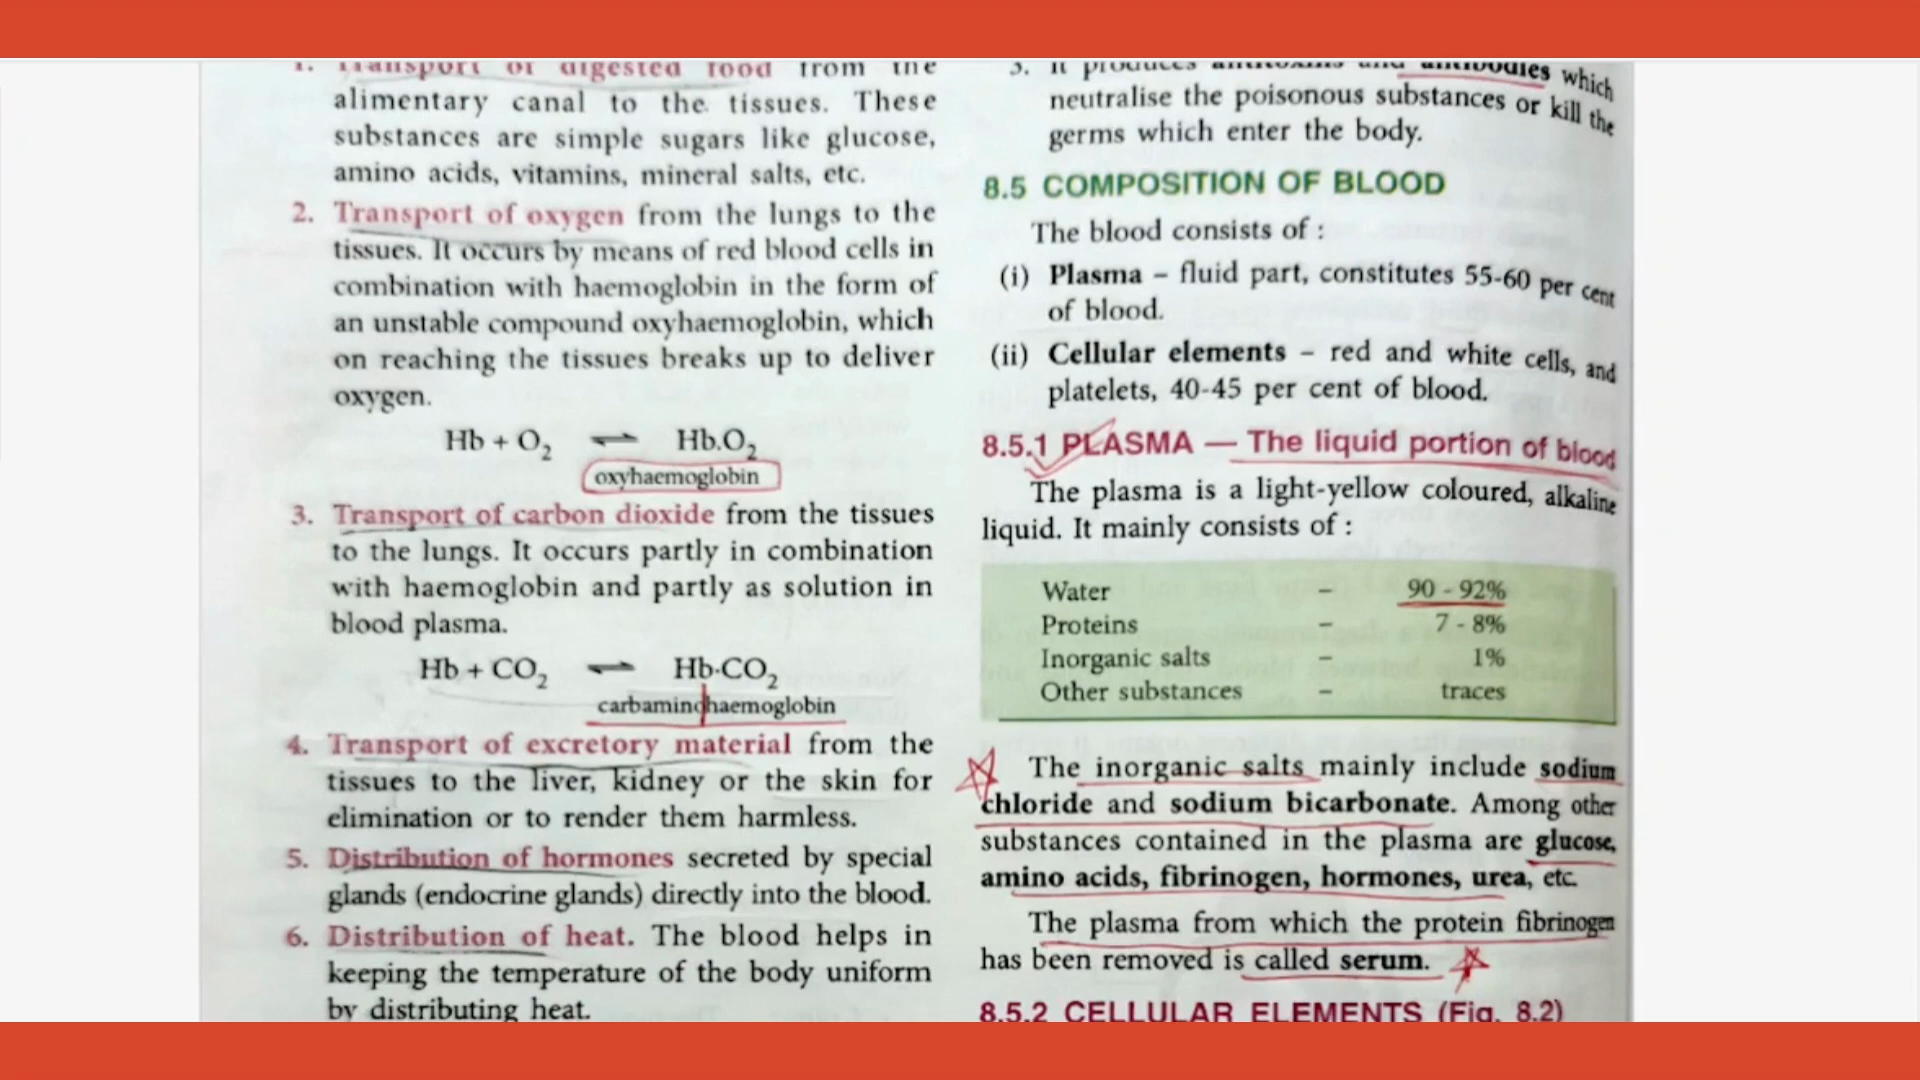 1. Transport of digested food from the
alimentary canal to the tissues. These
substances are simple sugars like glucose,
amino acids, vitamins, mineral salts, etc.
2. Transport of oxygen from the lungs to the
tissues. It occurs by means of red blood cells in
combination with haemoglobin in the form of
an unstable compound oxyhaemoglobin, which
on reaching the tissues breaks up to deliver
oxygen.
Hb + O₂ ⇌ Hb.O₂
oxyhaemoglobin
3. Transport of carbon dioxide from the tissues
to the lungs. It occurs partly in combination
with haemoglobin and partly as solution in
blood plasma.
Hb + CO₂ ⇌ Hb·CO₂
carbaminohaemoglobin
4. Transport of excretory material from the
tissues to the liver, kidney or the skin for
elimination or to render them harmless.
5. Distribution of hormones secreted by special
glands (endocrine glands) directly into the blood.
6. Distribution of heat. The blood helps in
keeping the temperature of the body uniform
by distributing heat.
3. It produces antitoxins and antibodies which
neutralise the poisonous substances or kill the
germs which enter the body.
8.5 COMPOSITION OF BLOOD
The blood consists of :
(i) Plasma – fluid part, constitutes 55-60 per cent
of blood.
(ii) Cellular elements – red and white cells, and
platelets, 40-45 per cent of blood.
8.5.1 PLASMA — The liquid portion of blood
The plasma is a light-yellow coloured, alkaline
liquid. It mainly consists of :
Water – 90 - 92%
Proteins – 7 - 8%
Inorganic salts – 1%
Other substances – traces
The inorganic salts mainly include sodium
chloride and sodium bicarbonate. Among other
substances contained in the plasma are glucose,
amino acids, fibrinogen, hormones, urea, etc.
The plasma from which the protein fibrinogen
has been removed is called serum.
8.5.2 CELLULAR ELEMENTS (Fig. 8.2)